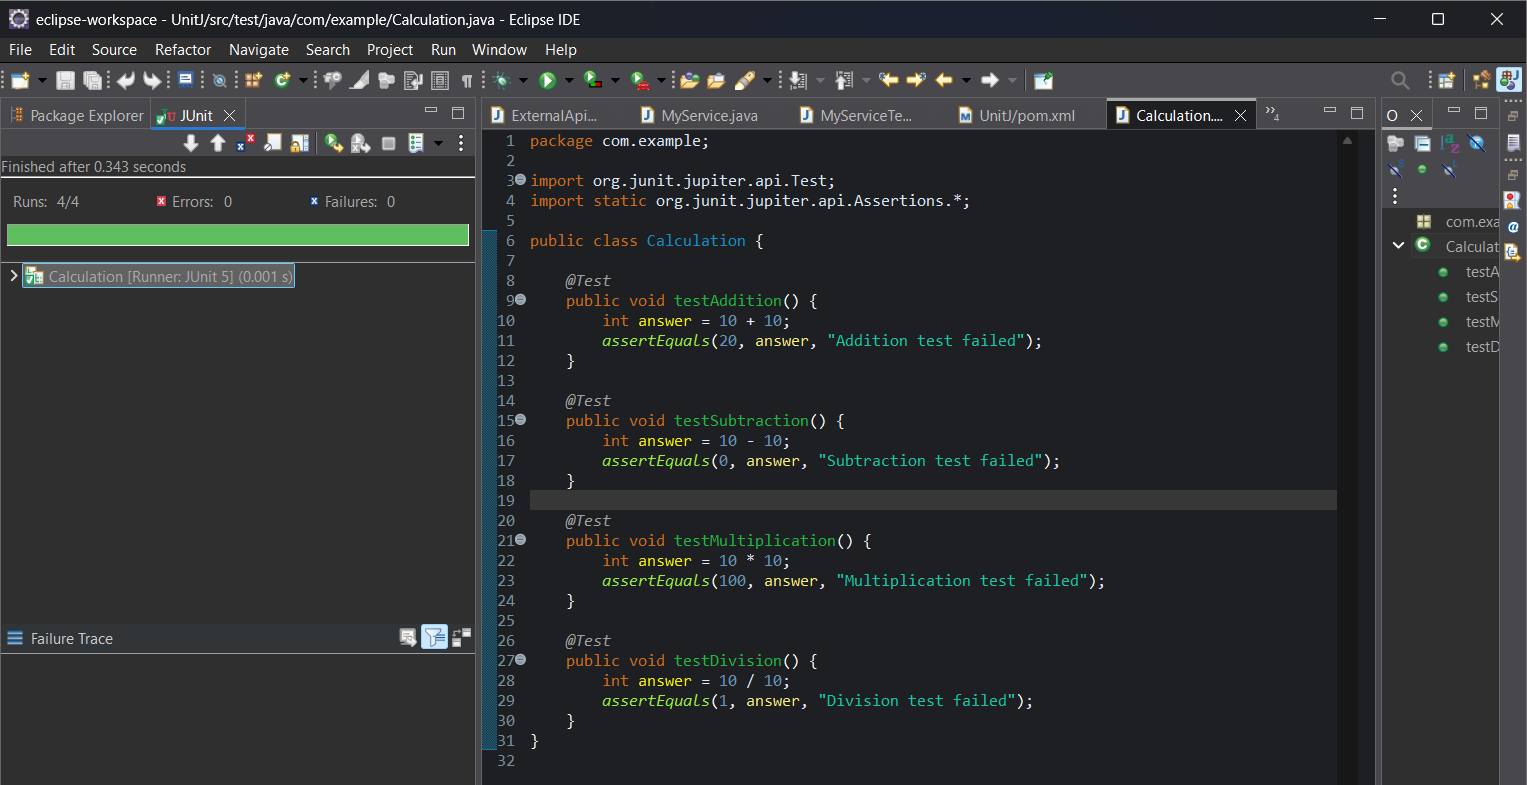 eclipse-workspace - UnitJ/src/test/java/com/example/Calculation.java - Eclipse IDE
File Edit Source Refactor Navigate Search Project Run Window Help
Package Explorer JUnit
Finished after 0.343 seconds
Runs: 4/4 Errors: 0 Failures: 0
Calculation [Runner: JUnit 5] (0.001 s)
Failure Trace
ExternalApi... MyService.java MyServiceTe... UnitJ/pom.xml Calculation.... »4
1 package com.example;
2
3 import org.junit.jupiter.api.Test;
4 import static org.junit.jupiter.api.Assertions.*;
5
6 public class Calculation {
7
8 @Test
9 public void testAddition() {
10 int answer = 10 + 10;
11 assertEquals(20, answer, "Addition test failed");
12 }
13
14 @Test
15 public void testSubtraction() {
16 int answer = 10 - 10;
17 assertEquals(0, answer, "Subtraction test failed");
18 }
19
20 @Test
21 public void testMultiplication() {
22 int answer = 10 * 10;
23 assertEquals(100, answer, "Multiplication test failed");
24 }
25
26 @Test
27 public void testDivision() {
28 int answer = 10 / 10;
29 assertEquals(1, answer, "Division test failed");
30 }
31 }
32
O
com.exa
Calculat
testA
testS
testM
testD